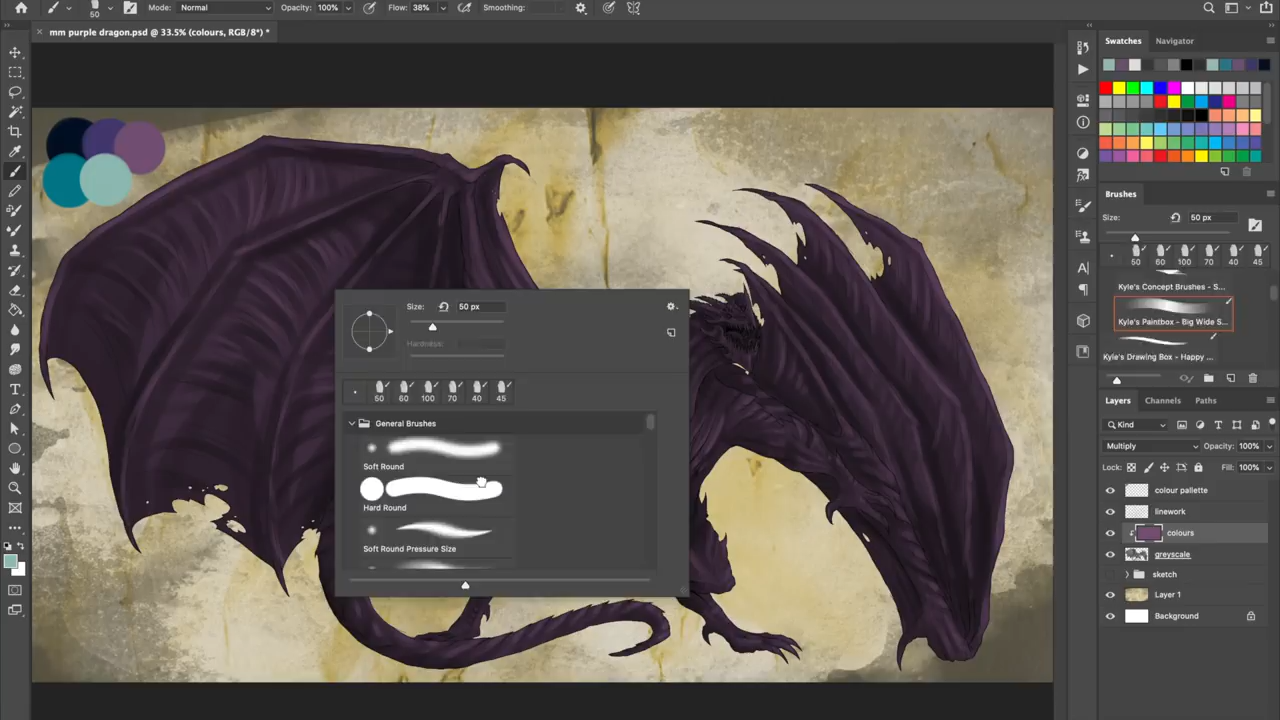 50
Mode: Normal
Opacity: 100%
Flow: 38%
Smoothing:
mm purple dragon.psd @ 33.5% (colours, RGB/8*) *
Swatches
Navigator
Brushes
Size: 50 px
50 60 100 70 40 45
Kyle's Concept Brushes - S...
Kyle's Paintbox - Big Wide S...
Kyle's Drawing Box - Happy ...
Size: 50 px
Hardness:
50 60 100 70 40 45
General Brushes
Soft Round
Hard Round
Soft Round Pressure Size
Layers
Channels
Paths
Kind
Multiply
Opacity: 100%
Lock:
Fill: 100%
colour palette
linework
colours
greyscale
sketch
Layer 1
Background